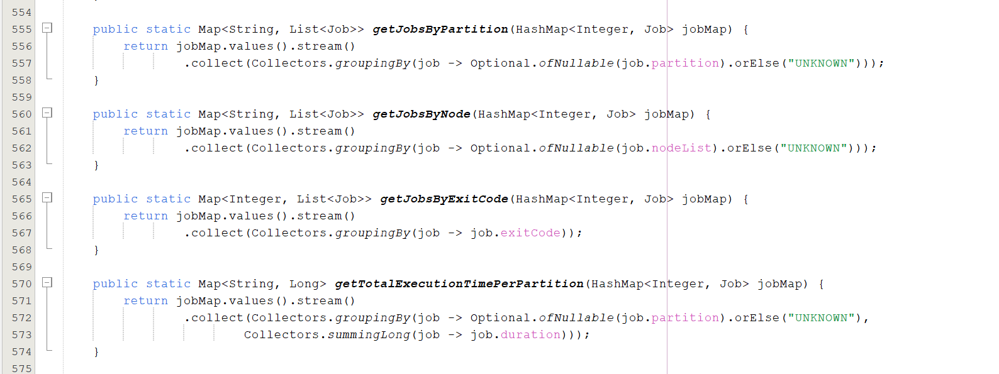 554
555 public static Map<String, List<Job>> getJobsByPartition(HashMap<Integer, Job> jobMap) {
556 return jobMap.values().stream()
557 .collect(Collectors.groupingBy(job -> Optional.ofNullable(job.partition).orElse("UNKNOWN")));
558 }
559
560 public static Map<String, List<Job>> getJobsByNode(HashMap<Integer, Job> jobMap) {
561 return jobMap.values().stream()
562 .collect(Collectors.groupingBy(job -> Optional.ofNullable(job.nodeList).orElse("UNKNOWN")));
563 }
564
565 public static Map<Integer, List<Job>> getJobsByExitCode(HashMap<Integer, Job> jobMap) {
566 return jobMap.values().stream()
567 .collect(Collectors.groupingBy(job -> job.exitCode));
568 }
569
570 public static Map<String, Long> getTotalExecutionTimePerPartition(HashMap<Integer, Job> jobMap) {
571 return jobMap.values().stream()
572 .collect(Collectors.groupingBy(job -> Optional.ofNullable(job.partition).orElse("UNKNOWN"),
573 Collectors.summingLong(job -> job.duration)));
574 }
575